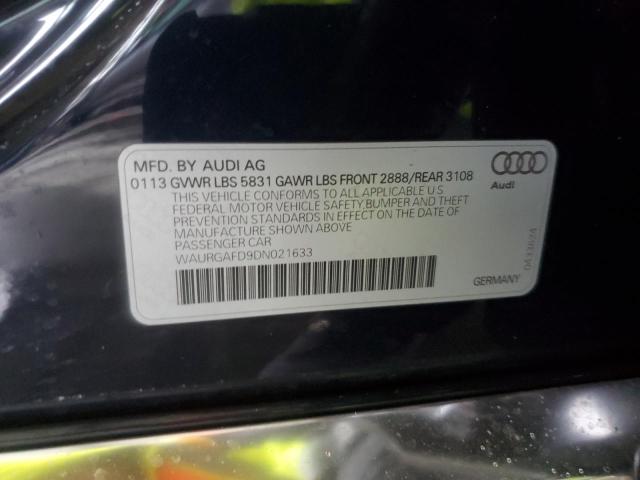 MFD. BY AUDI AG
0113 GVWR LBS 5831 GAWR LBS FRONT 2888/REAR 3108
THIS VEHICLE CONFORMS TO ALL APPLICABLE U S
FEDERAL MOTOR VEHICLE SAFETY,BUMPER AND THEFT
PREVENTION STANDARDS IN EFFECT ON THE DATE OF
MANUFACTURE SHOWN ABOVE
PASSENGER CAR
WAURGAFD9DN021633
Audi
GERMANY